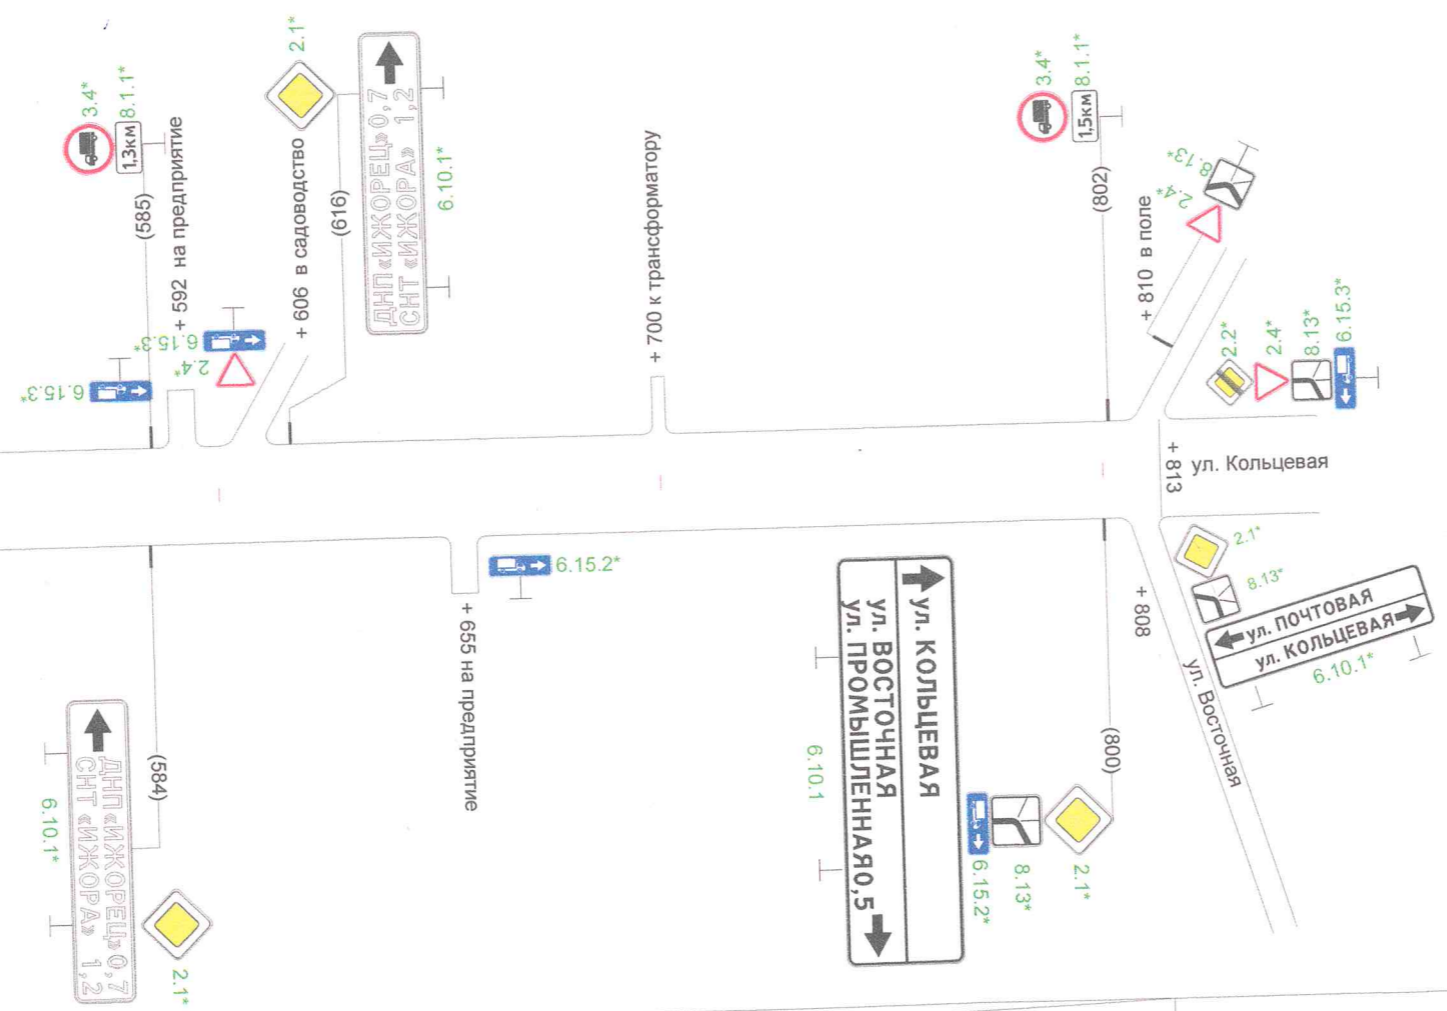 3.4*
8.1.1*
1,3км
(585)
+ 592 на предприятие
6.15.3*
6.15.3*
2.4*
2.1*
+ 606 в садоводство
(616)
ДНП «ИЖОРЕЦ» 0,7
СНТ «ИЖОРА» 1,2
6.10.1*
+ 700 к трансформатору
3.4*
8.1.1*
1,5км
(802)
+ 810 в поле
8.13*
2.4*
2.2*
2.4*
8.13*
6.15.3*
+ 813
ул. Кольцевая
2.1*
8.13*
ул. ПОЧТОВАЯ
ул. КОЛЬЦЕВАЯ
6.10.1*
+ 808
ул. Восточная
6.15.2*
+ 655 на предприятие
ул. КОЛЬЦЕВАЯ
ул. ВОСТОЧНАЯ
ул. ПРОМЫШЛЕННАЯ0,5
6.10.1
(800)
6.15.2*
8.13*
2.1*
(584)
ДНП «ИЖОРЕЦ» 0,7
СНТ «ИЖОРА» 1,2
6.10.1*
2.1*